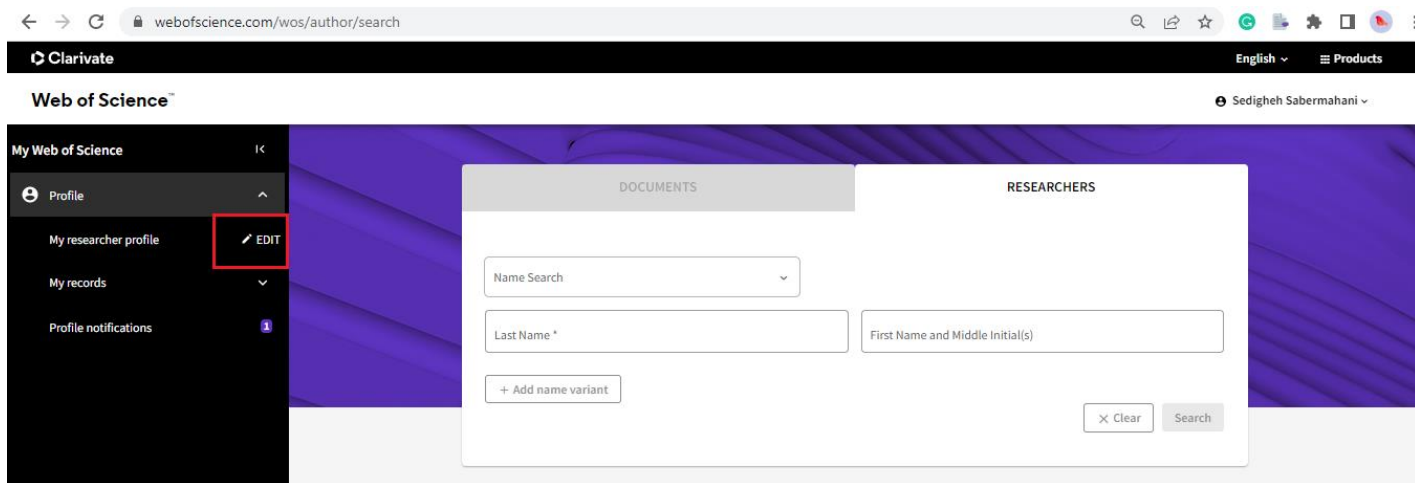 webofscience.com/wos/author/search
Clarivate
English
Products
Web of Science™
Sedigheh Sabermahani
My Web of Science
Profile
My researcher profile
EDIT
My records
Profile notifications
1
DOCUMENTS
RESEARCHERS
Name Search
Last Name *
First Name and Middle Initial(s)
+ Add name variant
Clear
Search